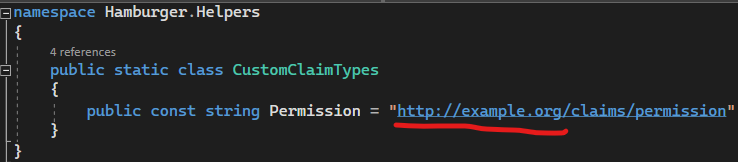 namespace Hamburger.Helpers
{
4 references
public static class CustomClaimTypes
{
public const string Permission = "http://example.org/claims/permission"
}
}